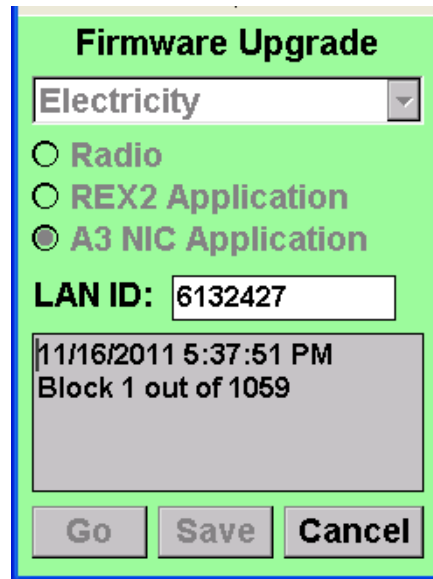 Firmware Upgrade
Electricity
Radio
REX2 Application
A3 NIC Application
LAN ID: 6132427
11/16/2011 5:37:51 PM
Block 1 out of 1059
Go Save Cancel